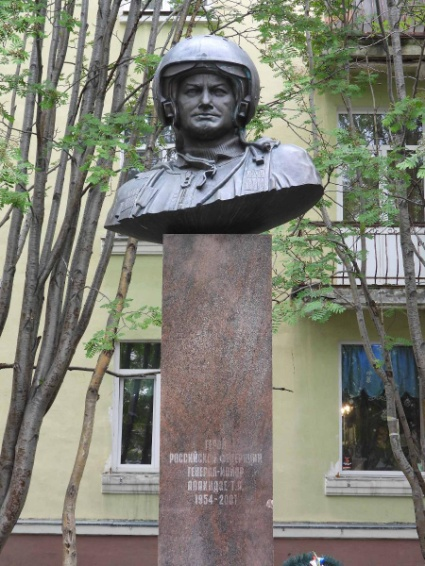 ГЕРОЙ
РОССИЙСКОЙ ФЕДЕРАЦИИ
ГЕНЕРАЛ-МАЙОР
АПАКИДЗЕ Т.А.
1954-2001